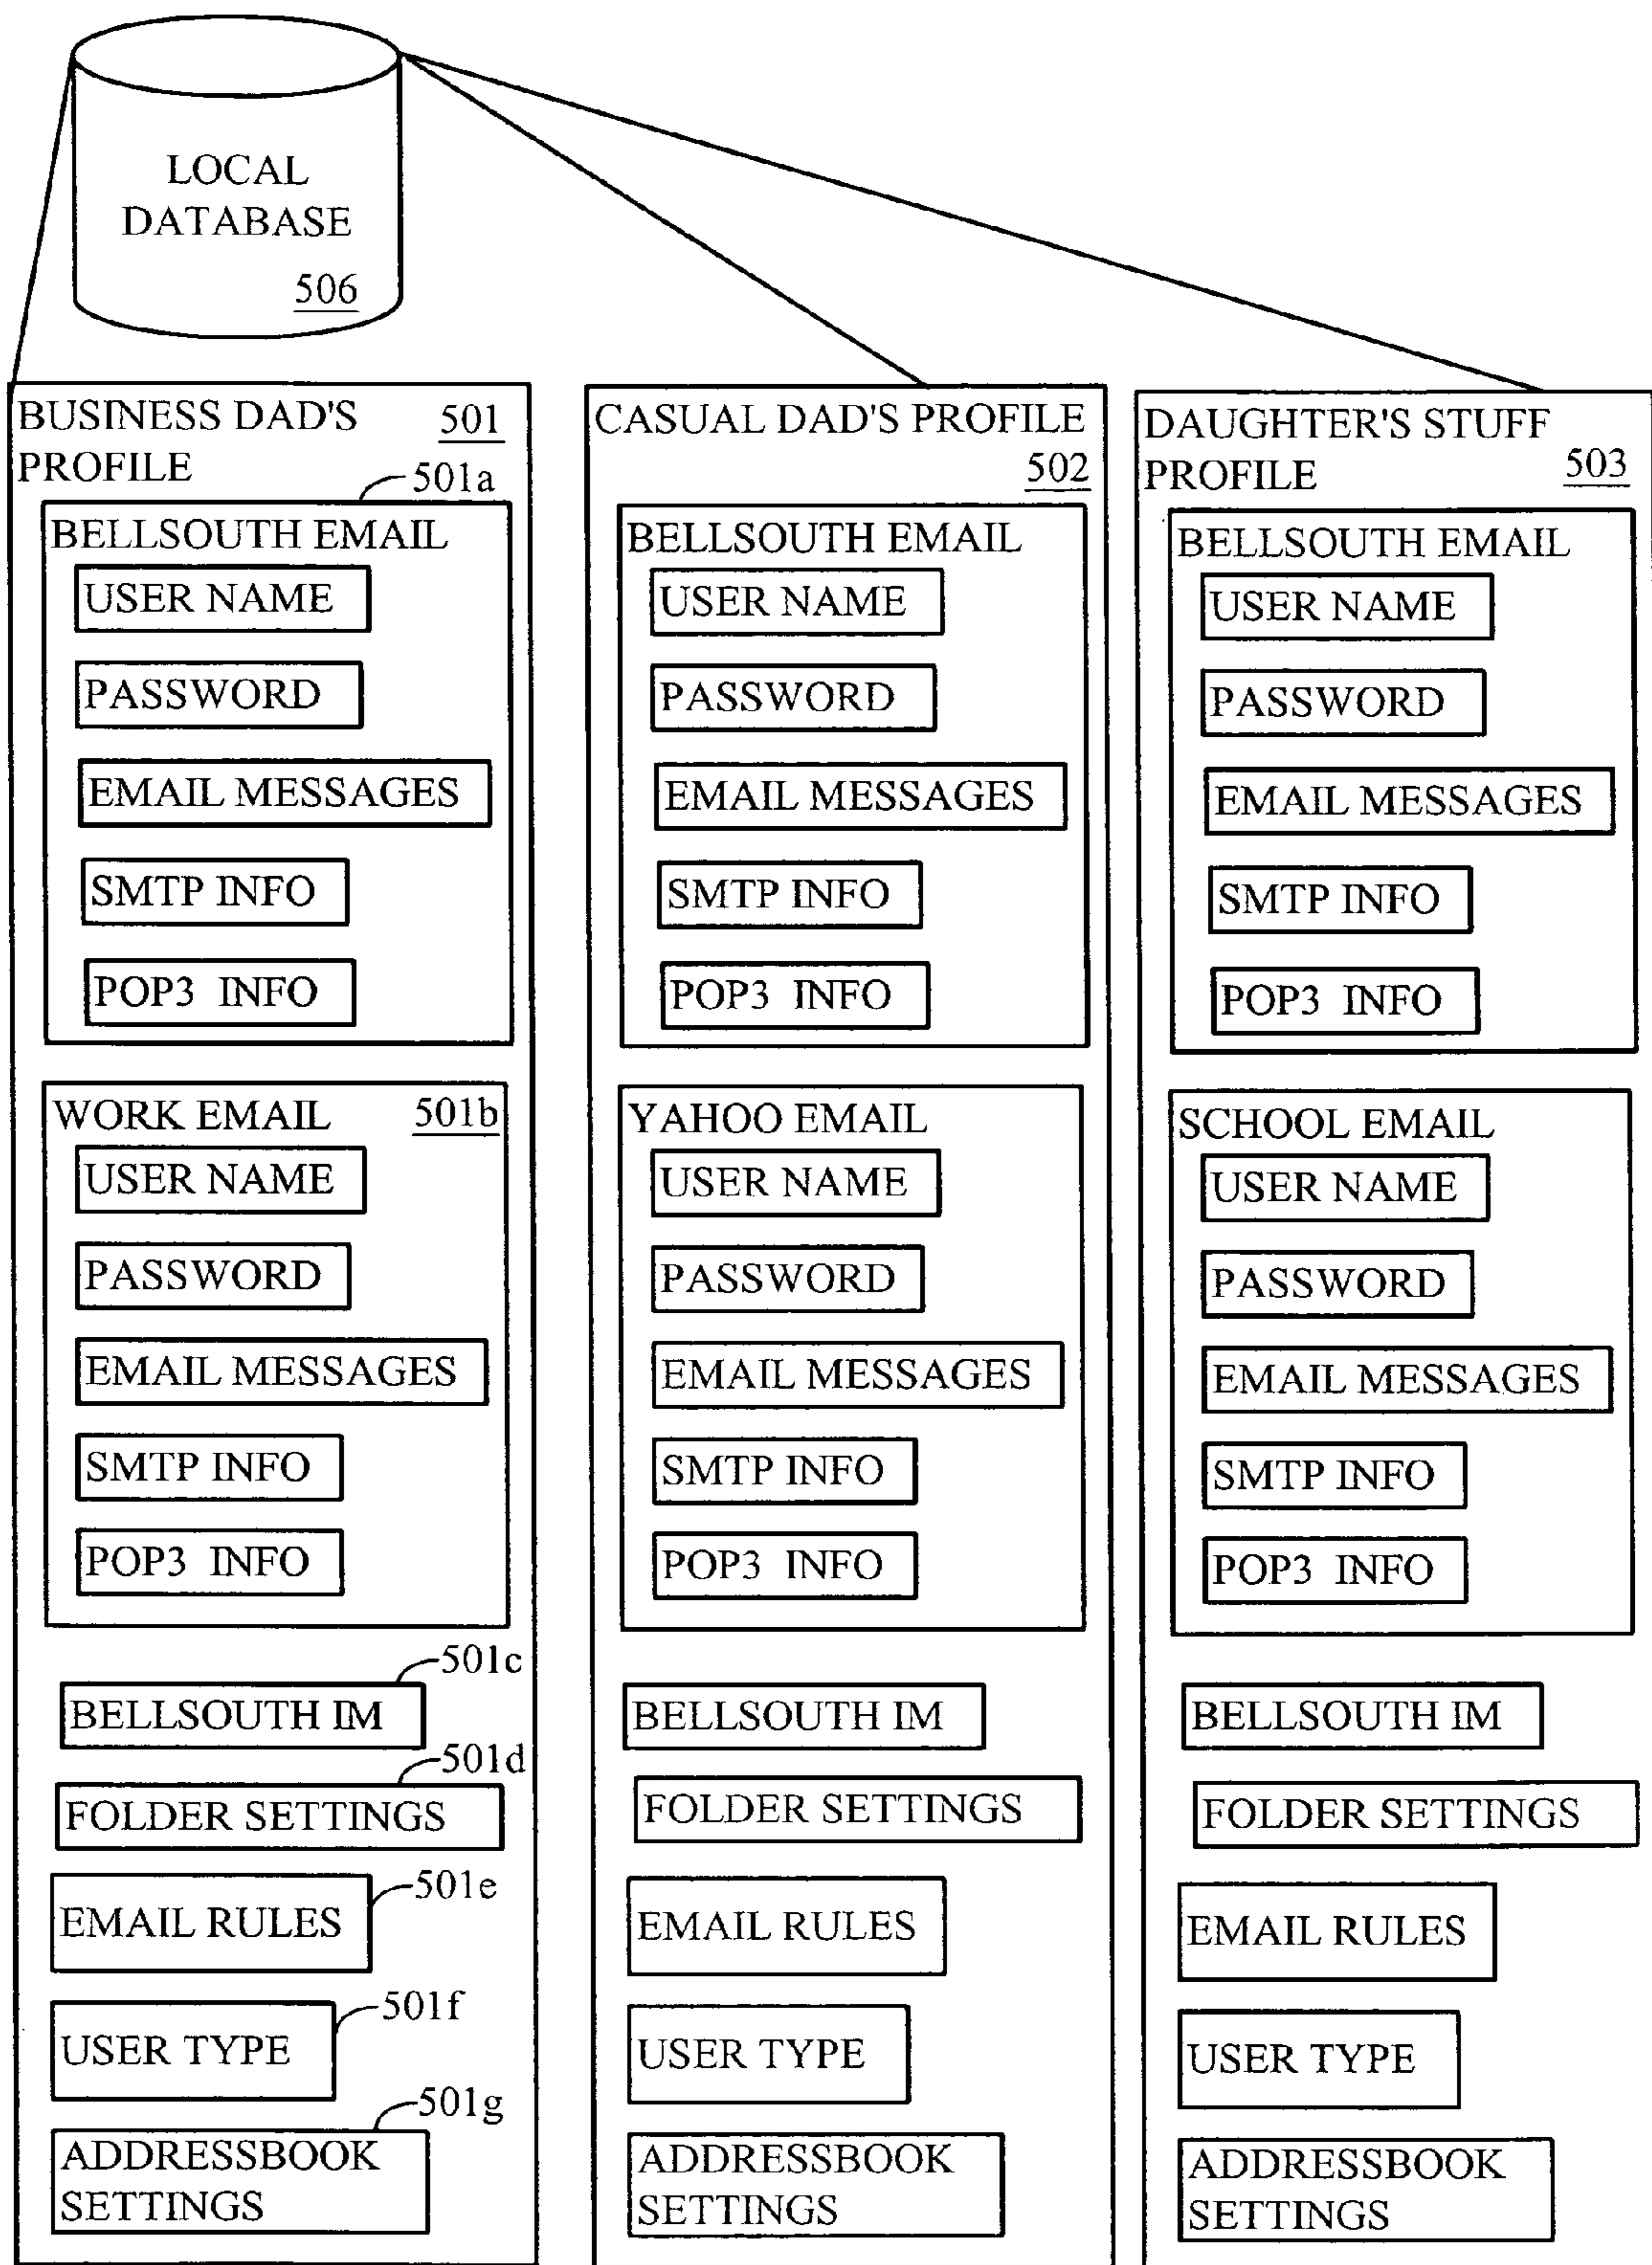 LOCAL
DATABASE
506
BUSINESS DAD'S
PROFILE
501
501a
BELLSOUTH EMAIL
USER NAME
PASSWORD
EMAIL MESSAGES
SMTP INFO
POP3 INFO
WORK EMAIL
501b
USER NAME
PASSWORD
EMAIL MESSAGES
SMTP INFO
POP3 INFO
501c
BELLSOUTH IM
501d
FOLDER SETTINGS
501e
EMAIL RULES
501f
USER TYPE
501g
ADDRESSBOOK
SETTINGS
CASUAL DAD'S PROFILE
502
BELLSOUTH EMAIL
USER NAME
PASSWORD
EMAIL MESSAGES
SMTP INFO
POP3 INFO
YAHOO EMAIL
USER NAME
PASSWORD
EMAIL MESSAGES
SMTP INFO
POP3 INFO
BELLSOUTH IM
FOLDER SETTINGS
EMAIL RULES
USER TYPE
ADDRESSBOOK
SETTINGS
DAUGHTER'S STUFF
PROFILE
503
BELLSOUTH EMAIL
USER NAME
PASSWORD
EMAIL MESSAGES
SMTP INFO
POP3 INFO
SCHOOL EMAIL
USER NAME
PASSWORD
EMAIL MESSAGES
SMTP INFO
POP3 INFO
BELLSOUTH IM
FOLDER SETTINGS
EMAIL RULES
USER TYPE
ADDRESSBOOK
SETTINGS